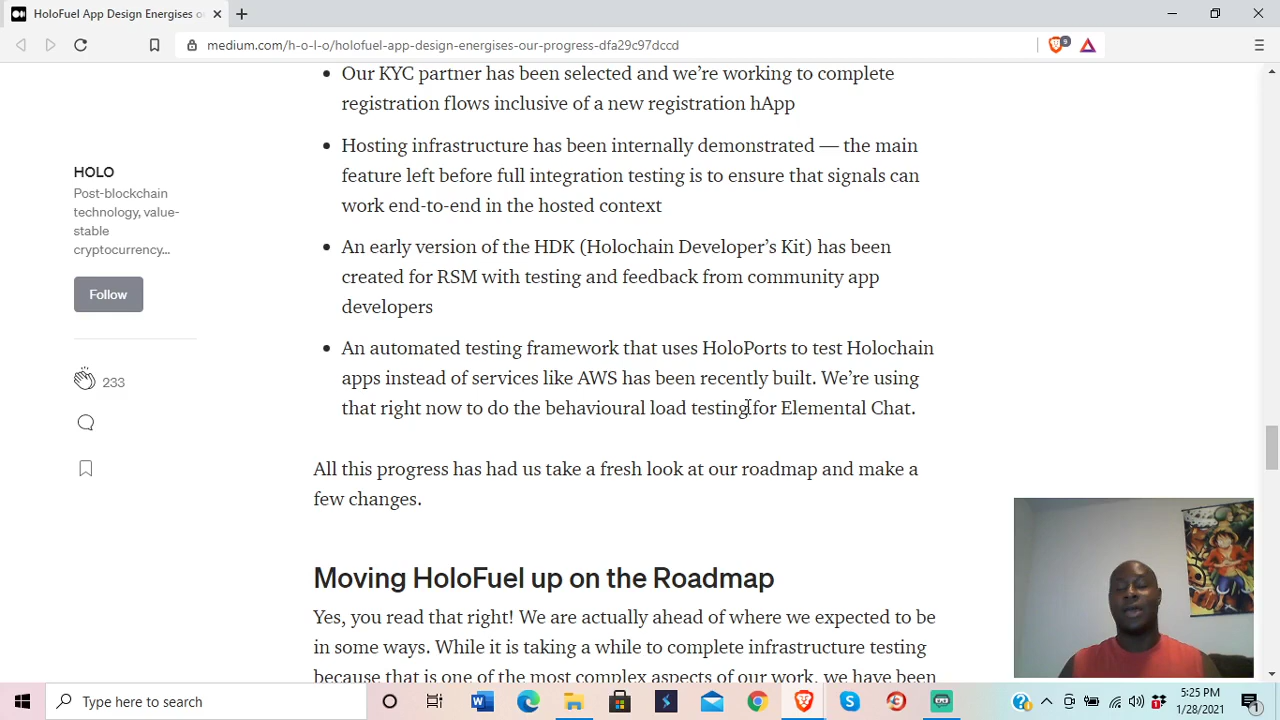 HoloFuel App Design Energises o
medium.com/h-o-l-o/holofuel-app-design-energises-our-progress-dfa29c97dccd
9
Our KYC partner has been selected and we’re working to complete
registration flows inclusive of a new registration hApp
Hosting infrastructure has been internally demonstrated — the main
feature left before full integration testing is to ensure that signals can
work end-to-end in the hosted context
HOLO
Post-blockchain
technology, value-
stable
cryptocurrency...
Follow
233
An early version of the HDK (Holochain Developer’s Kit) has been
created for RSM with testing and feedback from community app
developers
An automated testing framework that uses HoloPorts to test Holochain
apps instead of services like AWS has been recently built. We’re using
that right now to do the behavioural load testing for Elemental Chat.
All this progress has had us take a fresh look at our roadmap and make a
few changes.
Moving HoloFuel up on the Roadmap
Yes, you read that right! We are actually ahead of where we expected to be
in some ways. While it is taking a while to complete infrastructure testing
because that is one of the most complex aspects of our work, we have been
Type here to search
5:25 PM
1/28/2021